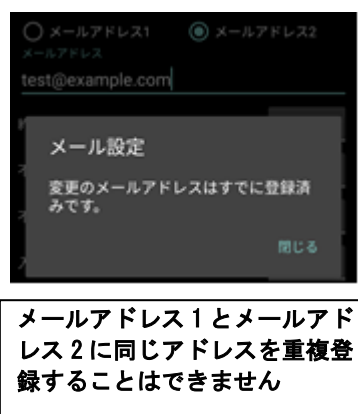 メールアドレス1 メールアドレス2
メールアドレス
test@example.com
メール設定
変更のメールアドレスはすでに登録済
みです。
閉じる
メールアドレス1とメールアド
レス2に同じアドレスを重複登
録することはできません